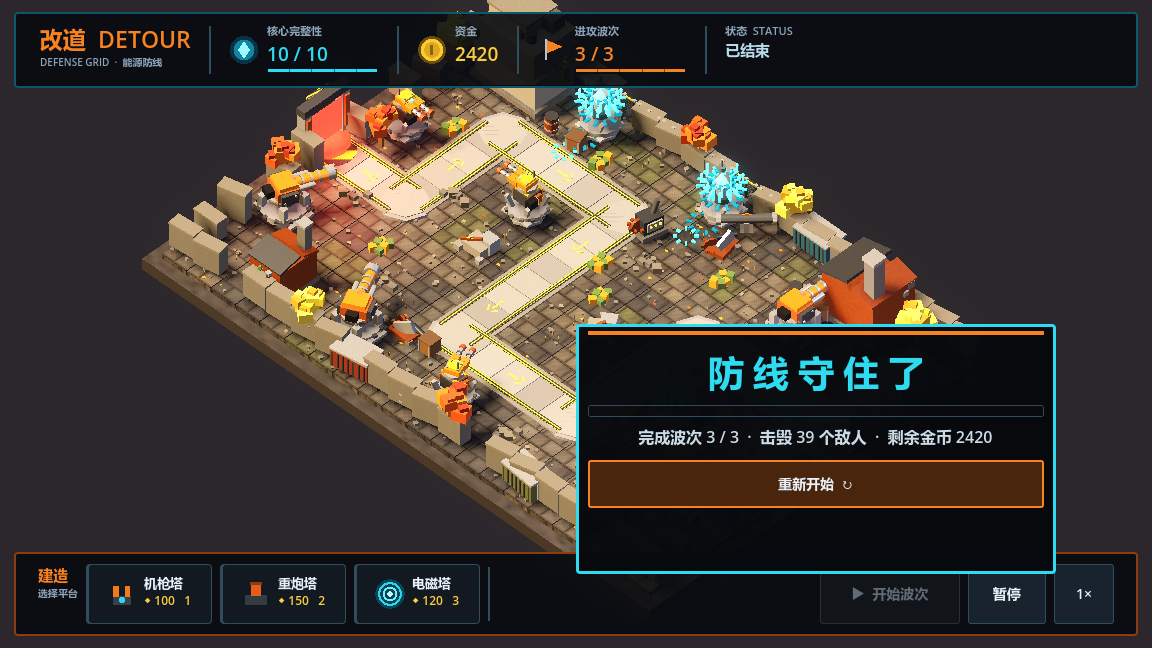 改道 DETOUR
DEFENSE GRID · 能源防线
核心完整性
10 / 10
资金
2420
进攻波次
3 / 3
状态 STATUS
已结束
防线守住了
完成波次 3 / 3 · 击毁 39 个敌人 · 剩余金币 2420
重新开始 ↻
建造
选择平台
机枪塔
◆ 100 1
重炮塔
◆ 150 2
电磁塔
◆ 120 3
▶ 开始波次
暂停
1×